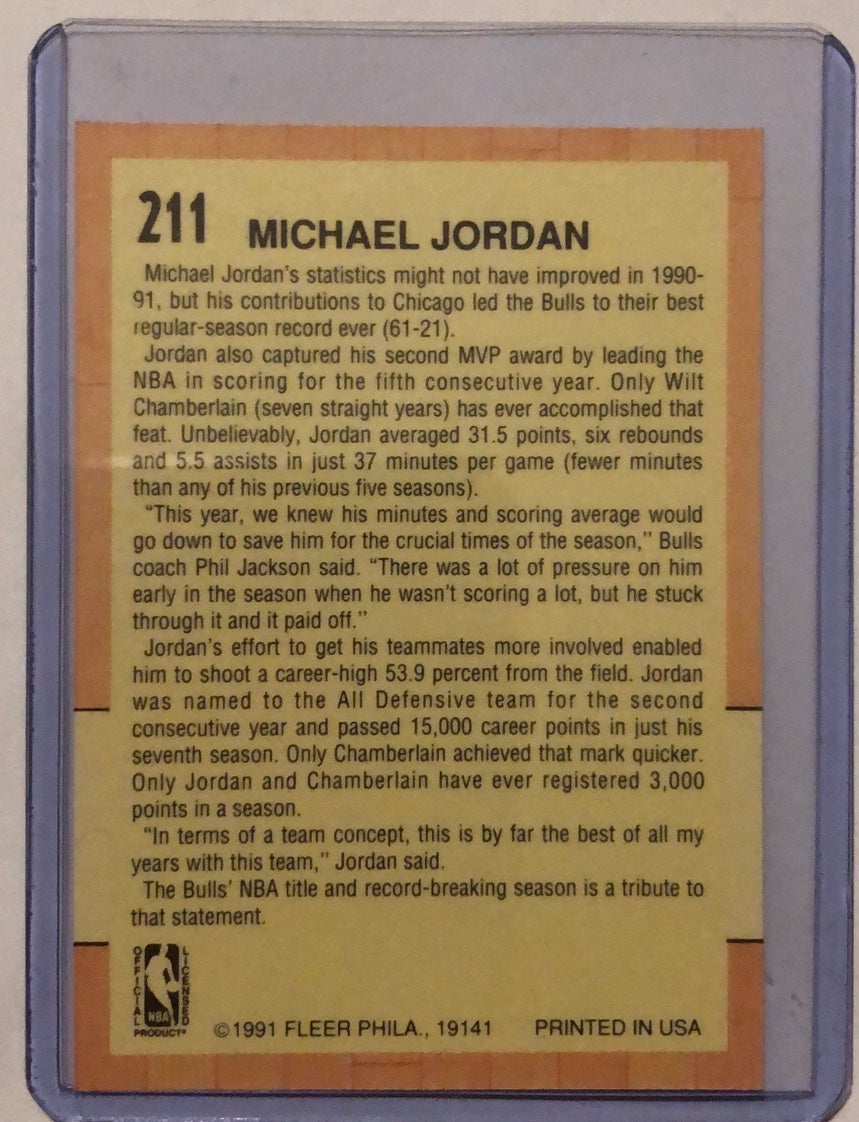 211 MICHAEL JORDAN
Michael Jordan's statistics might not have improved in 1990-
91, but his contributions to Chicago led the Bulls to their best
regular-season record ever (61-21).
Jordan also captured his second MVP award by leading the
NBA in scoring for the fifth consecutive year. Only Wilt
Chamberlain (seven straight years) has ever accomplished that
feat. Unbelievably, Jordan averaged 31.5 points, six rebounds
and 5.5 assists in just 37 minutes per game (fewer minutes
than any of his previous five seasons).
"This year, we knew his minutes and scoring average would
go down to save him for the crucial times of the season," Bulls
coach Phil Jackson said. "There was a lot of pressure on him
early in the season when he wasn't scoring a lot, but he stuck
through it and it paid off."
Jordan's effort to get his teammates more involved enabled
him to shoot a career-high 53.9 percent from the field. Jordan
was named to the All Defensive team for the second
consecutive year and passed 15,000 career points in just his
seventh season. Only Chamberlain achieved that mark quicker.
Only Jordan and Chamberlain have ever registered 3,000
points in a season.
"In terms of a team concept, this is by far the best of all my
years with this team," Jordan said.
The Bulls' NBA title and record-breaking season is a tribute to
that statement.
OFFICIAL
NBA
LICENSED
PRODUCT
©1991 FLEER PHILA., 19141 PRINTED IN USA